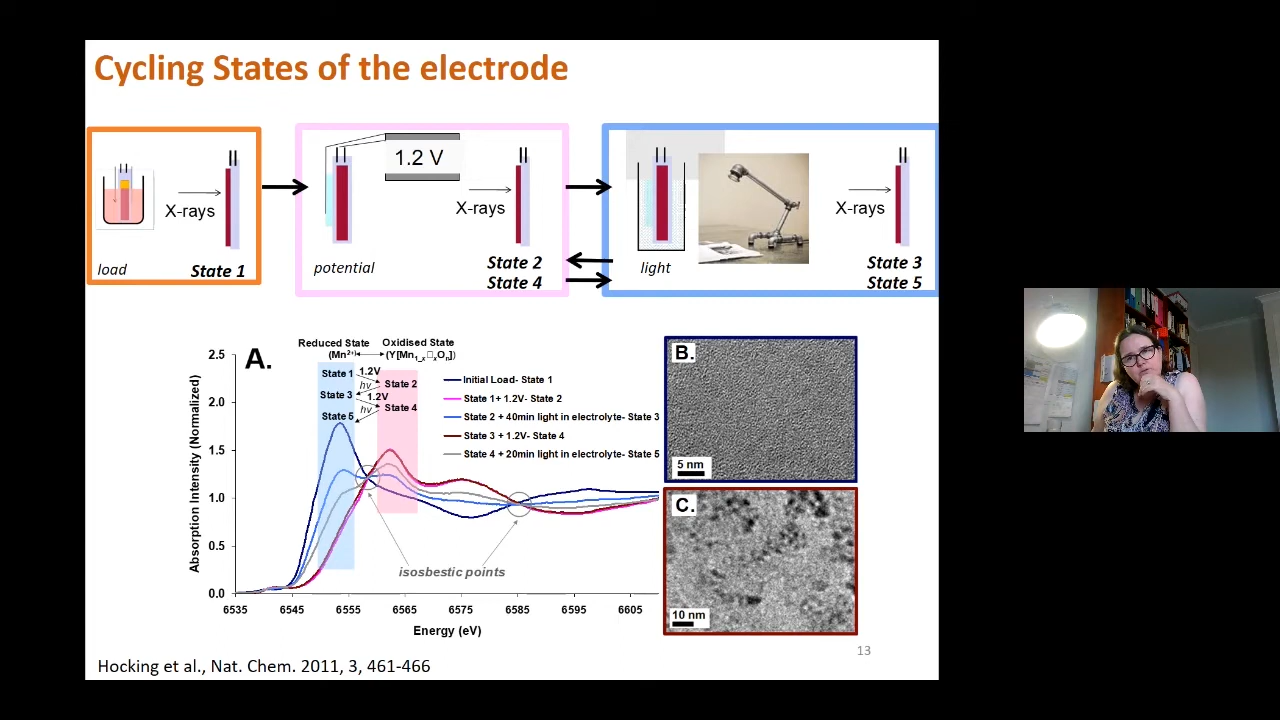 Cycling States of the electrode
load
X-rays
State 1
1.2 V
potential
X-rays
State 2
State 4
light
X-rays
State 3
State 5
A.
Reduced State
(Mn2+)
Oxidised State
(Y[Mn1_x□xOn])
State 1
1.2V
State 2
hν
State 3
1.2V
State 4
hν
State 5
Initial Load- State 1
State 1+ 1.2V- State 2
State 2 + 40min light in electrolyte- State 3
State 3 + 1.2V- State 4
State 4 + 20min light in electrolyte- State 5
isosbestic points
Absorption Intensity (Normalized)
2.5
2.0
1.5
1.0
0.5
0.0
6535 6545 6555 6565 6575 6585 6595 6605
Energy (eV)
B.
5 nm
C.
10 nm
13
Hocking et al., Nat. Chem. 2011, 3, 461-466